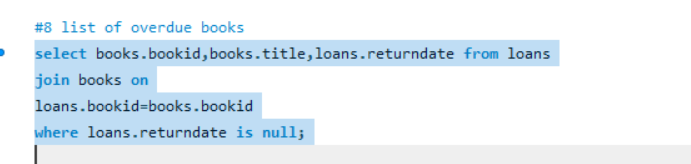 #8 list of overdue books
select books.bookid,books.title,loans.returndate from loans
join books on
loans.bookid=books.bookid
where loans.returndate is null;